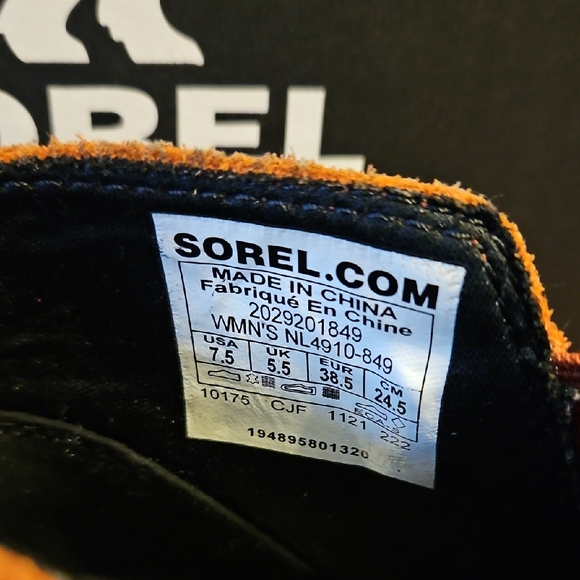 SOREL
SOREL.COM
MADE IN CHINA
Fabriqué En Chine
2029201849
WMN'S NL4910-849
USA UK EUR CM
7.5 5.5 38.5 24.5
10175 CJF 1121 222
194895801320